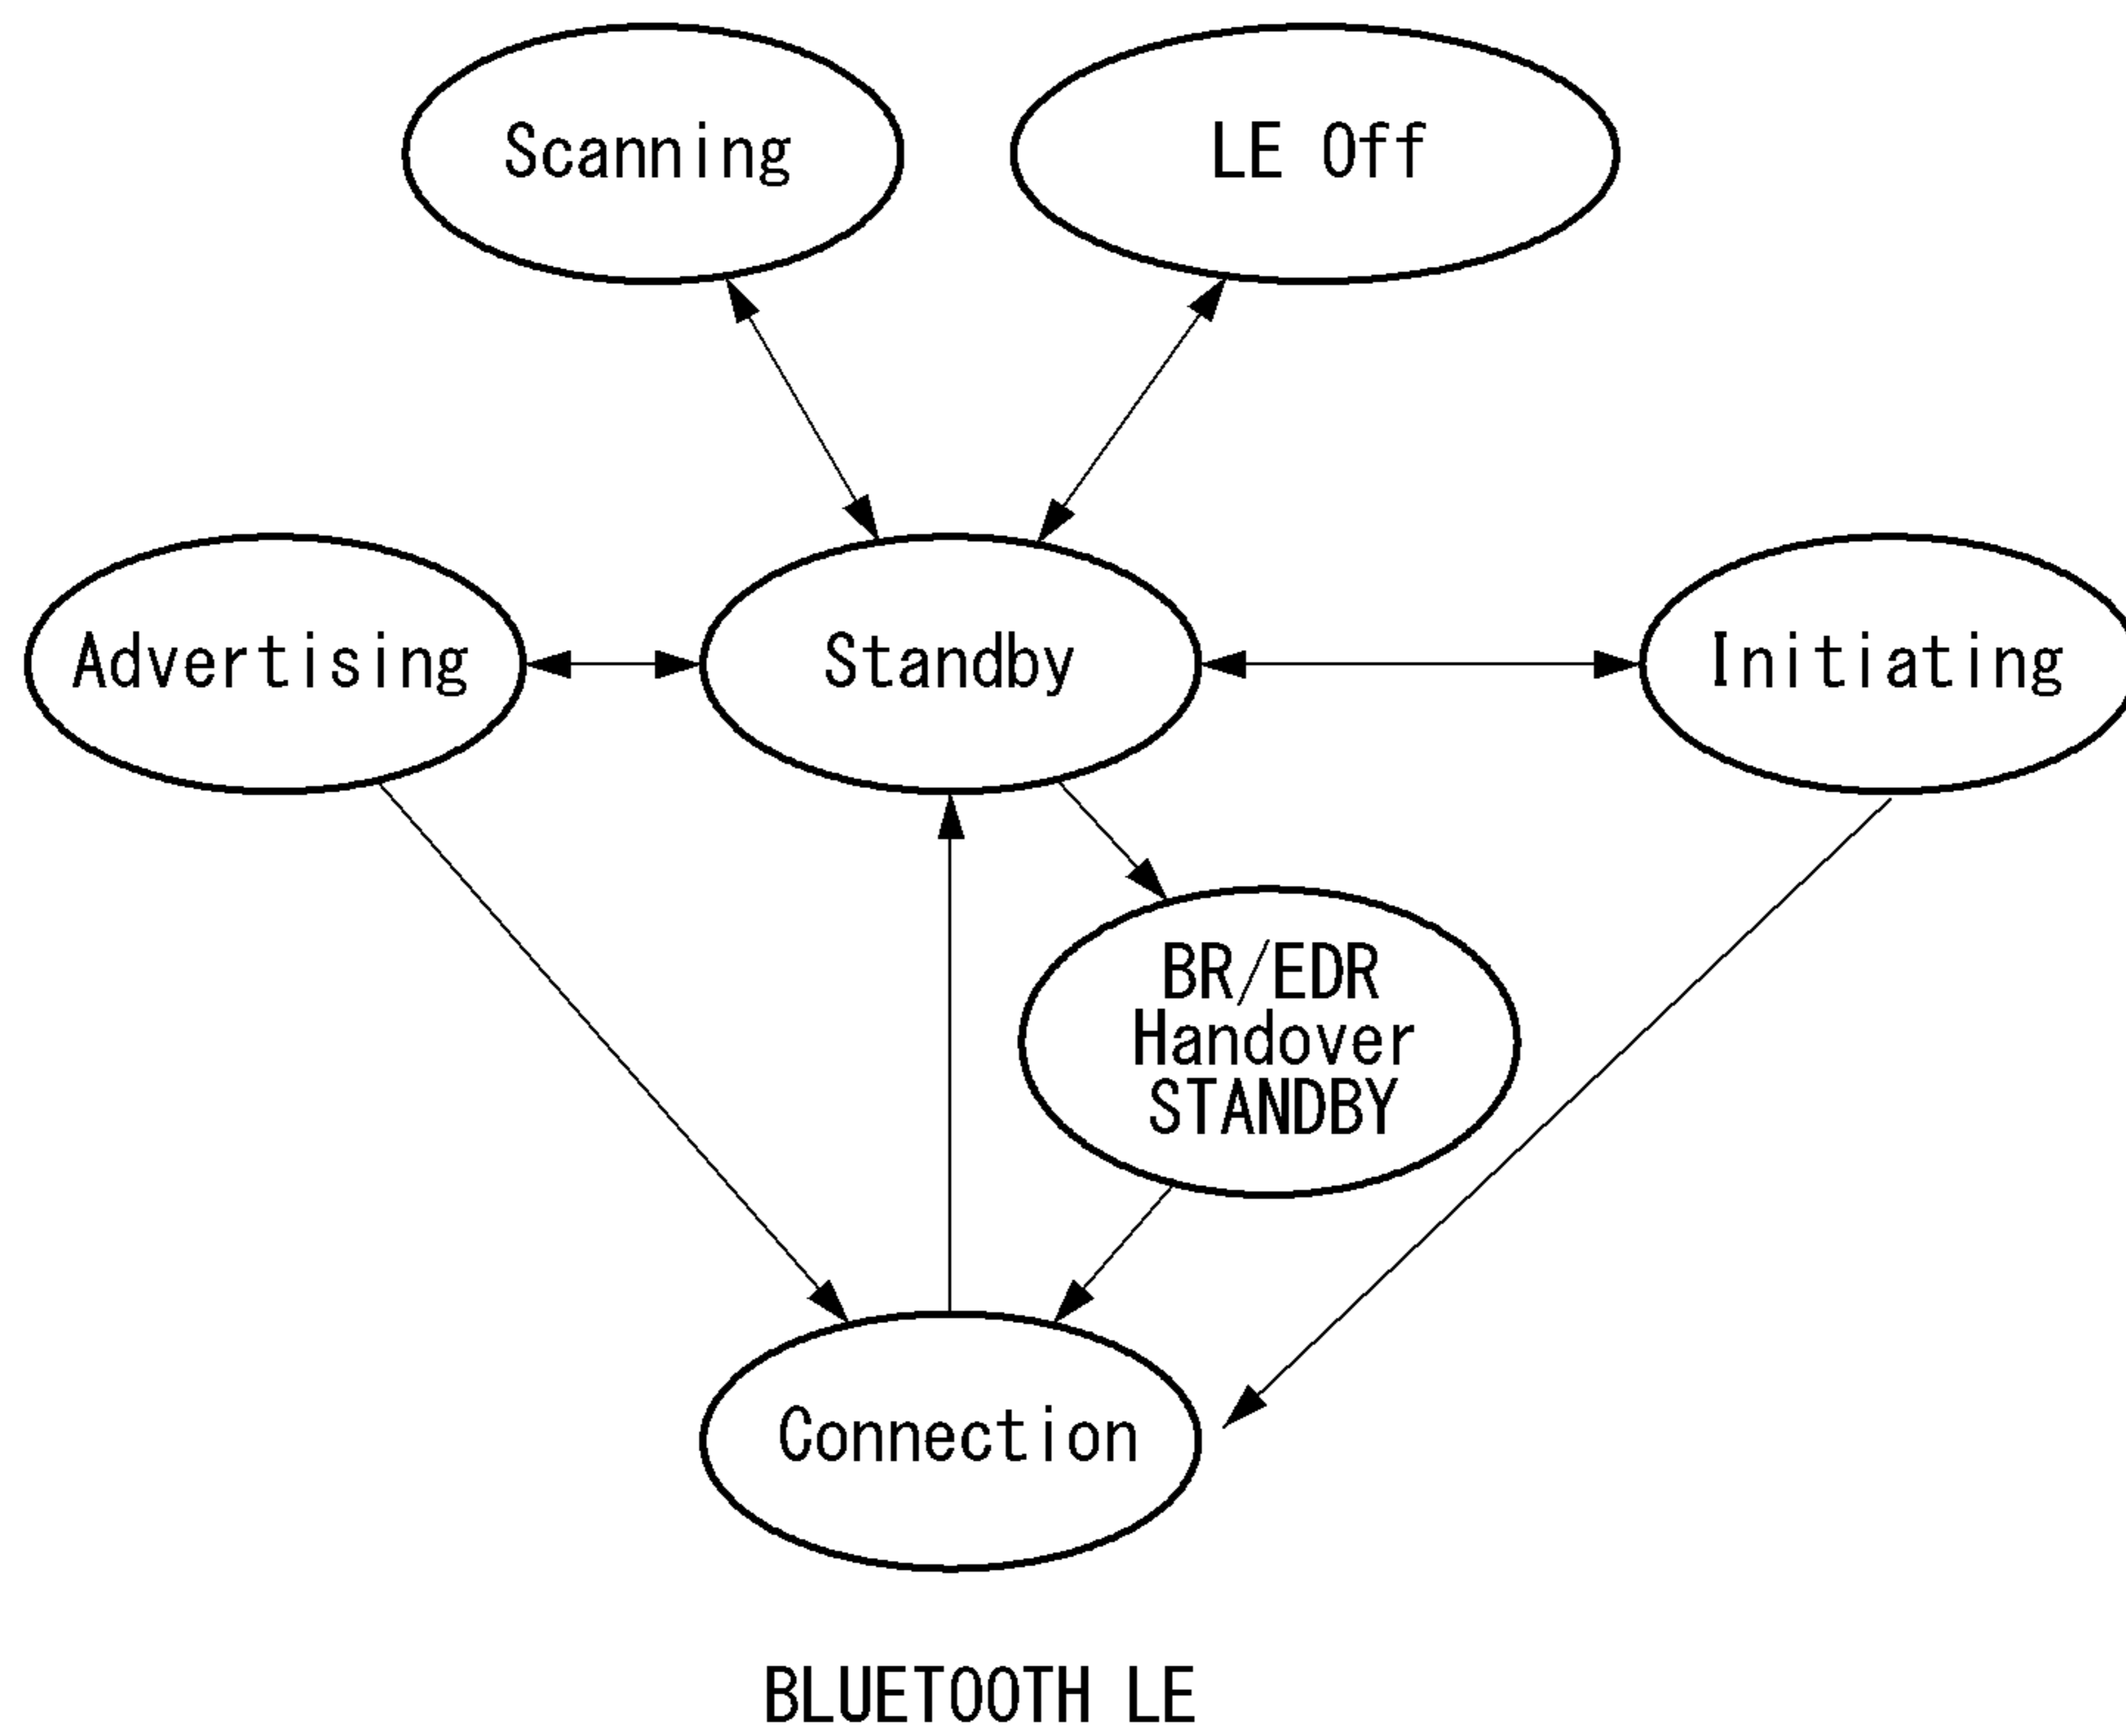 Scanning
LE Off
Advertising
Standby
Initiating
BR/EDR
Handover
STANDBY
Connection
BLUETOOTH LE